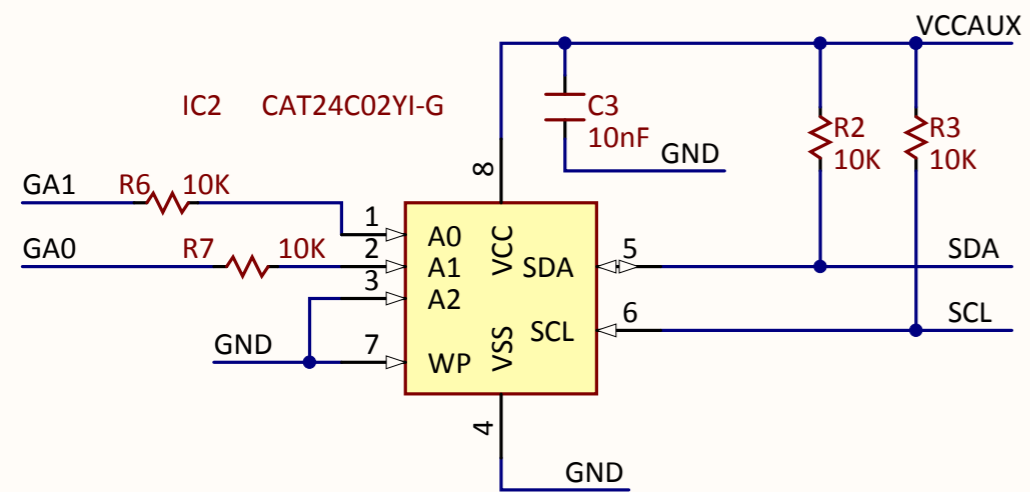 VCCAUX
IC2 CAT24C02YI-G
C3
10nF
GND
R2
10K
R3
10K
8
GA1
R6 10K
1
A0
VCC
GA0
R7 10K
2
A1
SDA
5
SDA
3
A2
GND
7
WP
VSS
SCL
6
SCL
4
GND